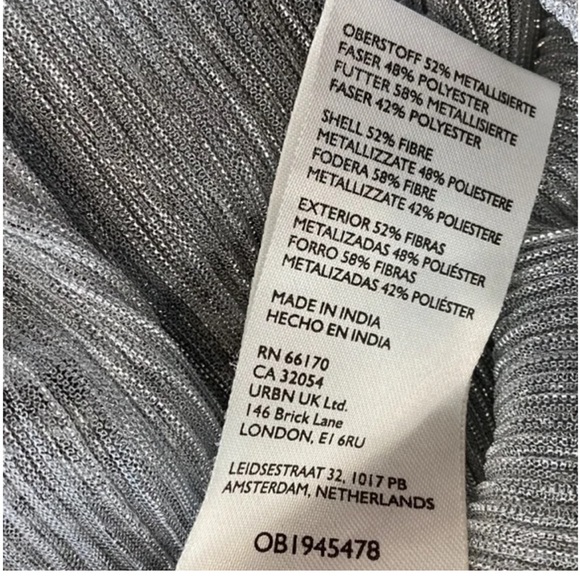 OBERSTOFF 52% METALLISIERTE
FASER 48% POLYESTER
FUTTER 58% METALLISIERTE
FASER 42% POLYESTER
SHELL 52% FIBRE
METALLIZZATE 48% POLIESTERE
FODERA 58% FIBRE
METALLIZZATE 42% POLIESTERE
EXTERIOR 52% FIBRAS
METALIZADAS 48% POLIÉSTER
FORRO 58% FIBRAS
METALIZADAS 42% POLIÉSTER
MADE IN INDIA
HECHO EN INDIA
RN 66170
CA 32054
URBN UK Ltd.
146 Brick Lane
LONDON, E1 6RU
LEIDSESTRAAT 32, 1017 PB
AMSTERDAM, NETHERLANDS
OB1945478